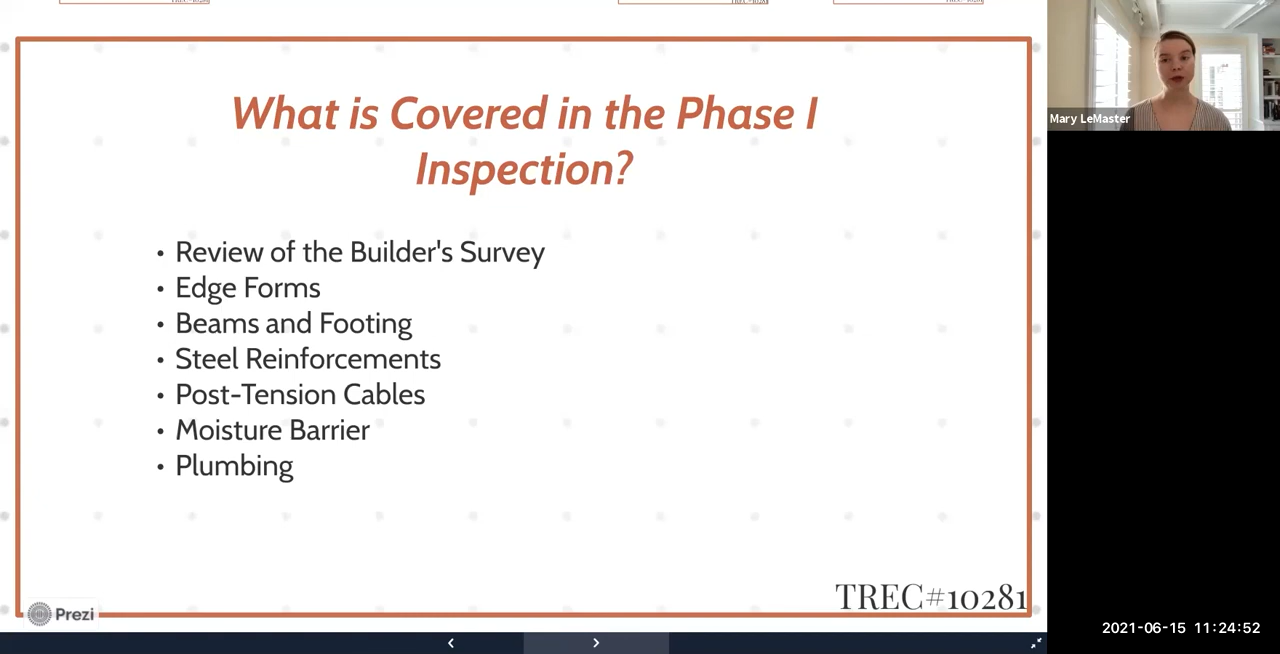 What is Covered in the Phase I
Inspection?
• Review of the Builder's Survey
• Edge Forms
• Beams and Footing
• Steel Reinforcements
• Post-Tension Cables
• Moisture Barrier
• Plumbing
TREC#10281
Prezi
Mary LeMaster
2021-06-15 11:24:52